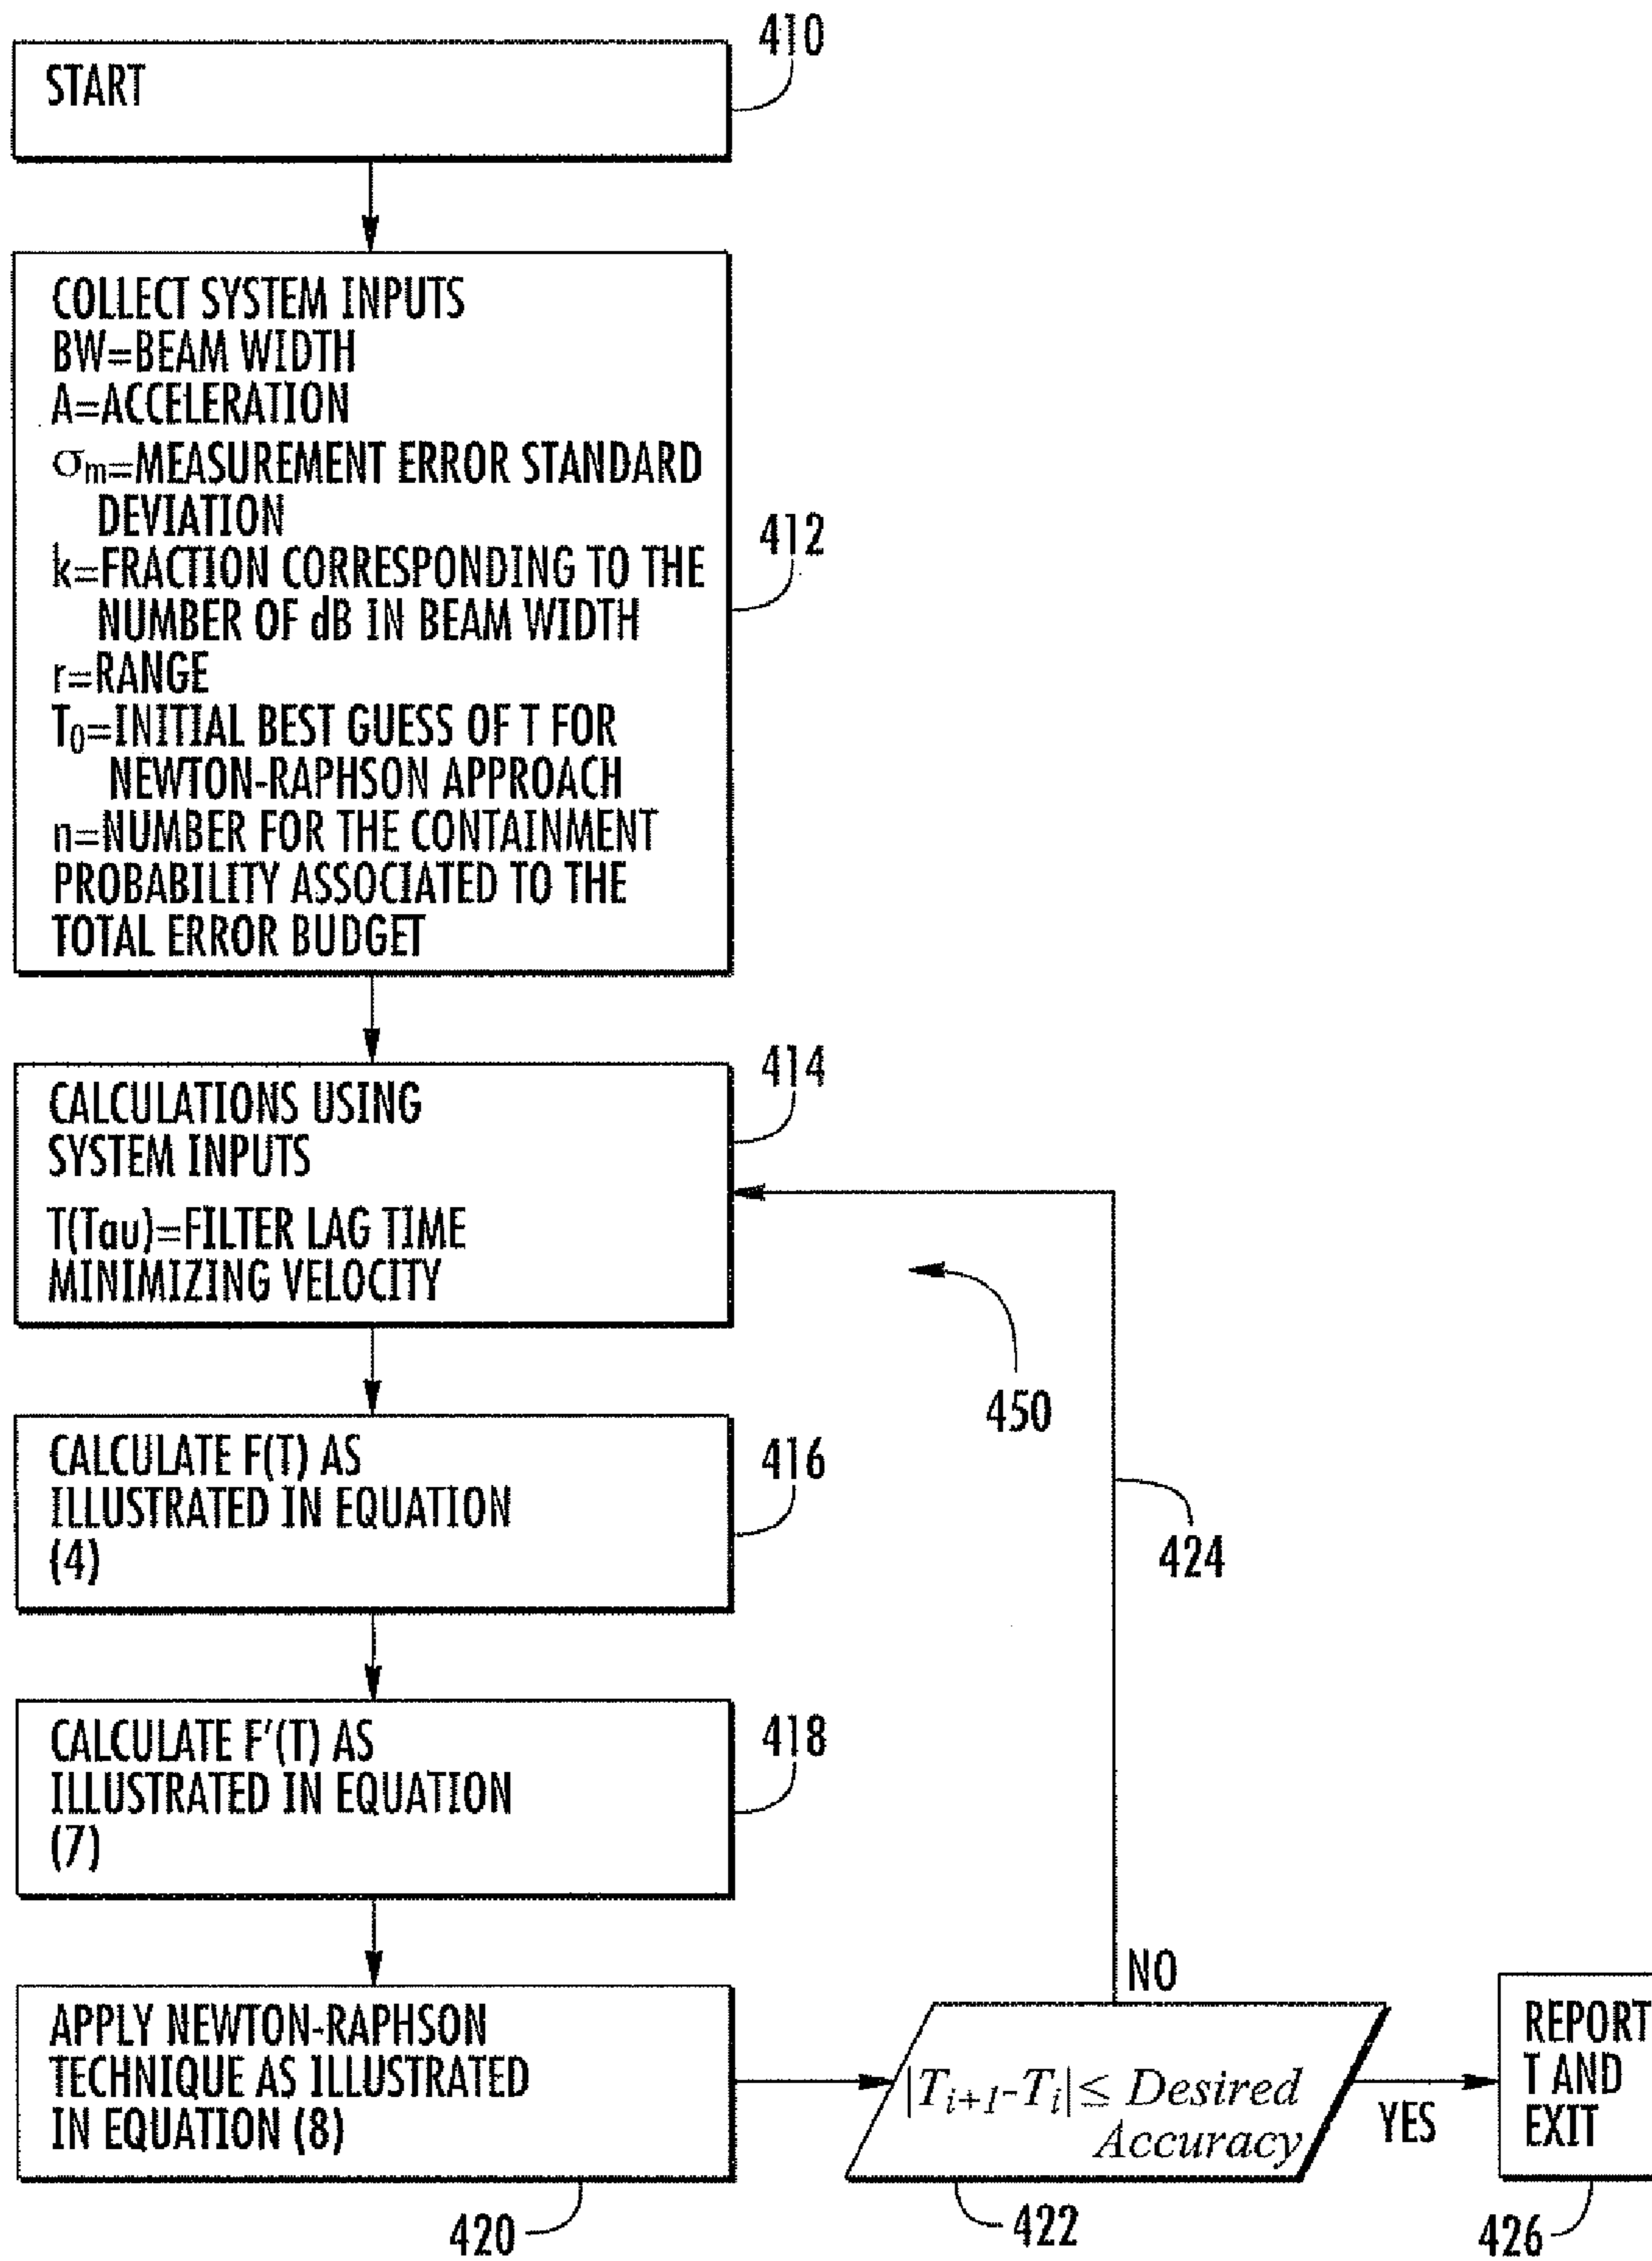 START
410
COLLECT SYSTEM INPUTS
BW=BEAM WIDTH
A=ACCELERATION
σm=MEASUREMENT ERROR STANDARD
DEVIATION
k=FRACTION CORRESPONDING TO THE
NUMBER OF dB IN BEAM WIDTH
r=RANGE
T0=INITIAL BEST GUESS OF T FOR
NEWTON-RAPHSON APPROACH
n=NUMBER FOR THE CONTAINMENT
PROBABILITY ASSOCIATED TO THE
TOTAL ERROR BUDGET
412
CALCULATIONS USING
SYSTEM INPUTS
T(Tau)=FILTER LAG TIME
MINIMIZING VELOCITY
414
450
CALCULATE F(T) AS
ILLUSTRATED IN EQUATION
(4)
416
424
CALCULATE F'(T) AS
ILLUSTRATED IN EQUATION
(7)
418
APPLY NEWTON-RAPHSON
TECHNIQUE AS ILLUSTRATED
IN EQUATION (8)
420
NO
|Ti+1-Ti|≤ Desired
Accuracy
422
YES
REPORT
T AND
EXIT
426